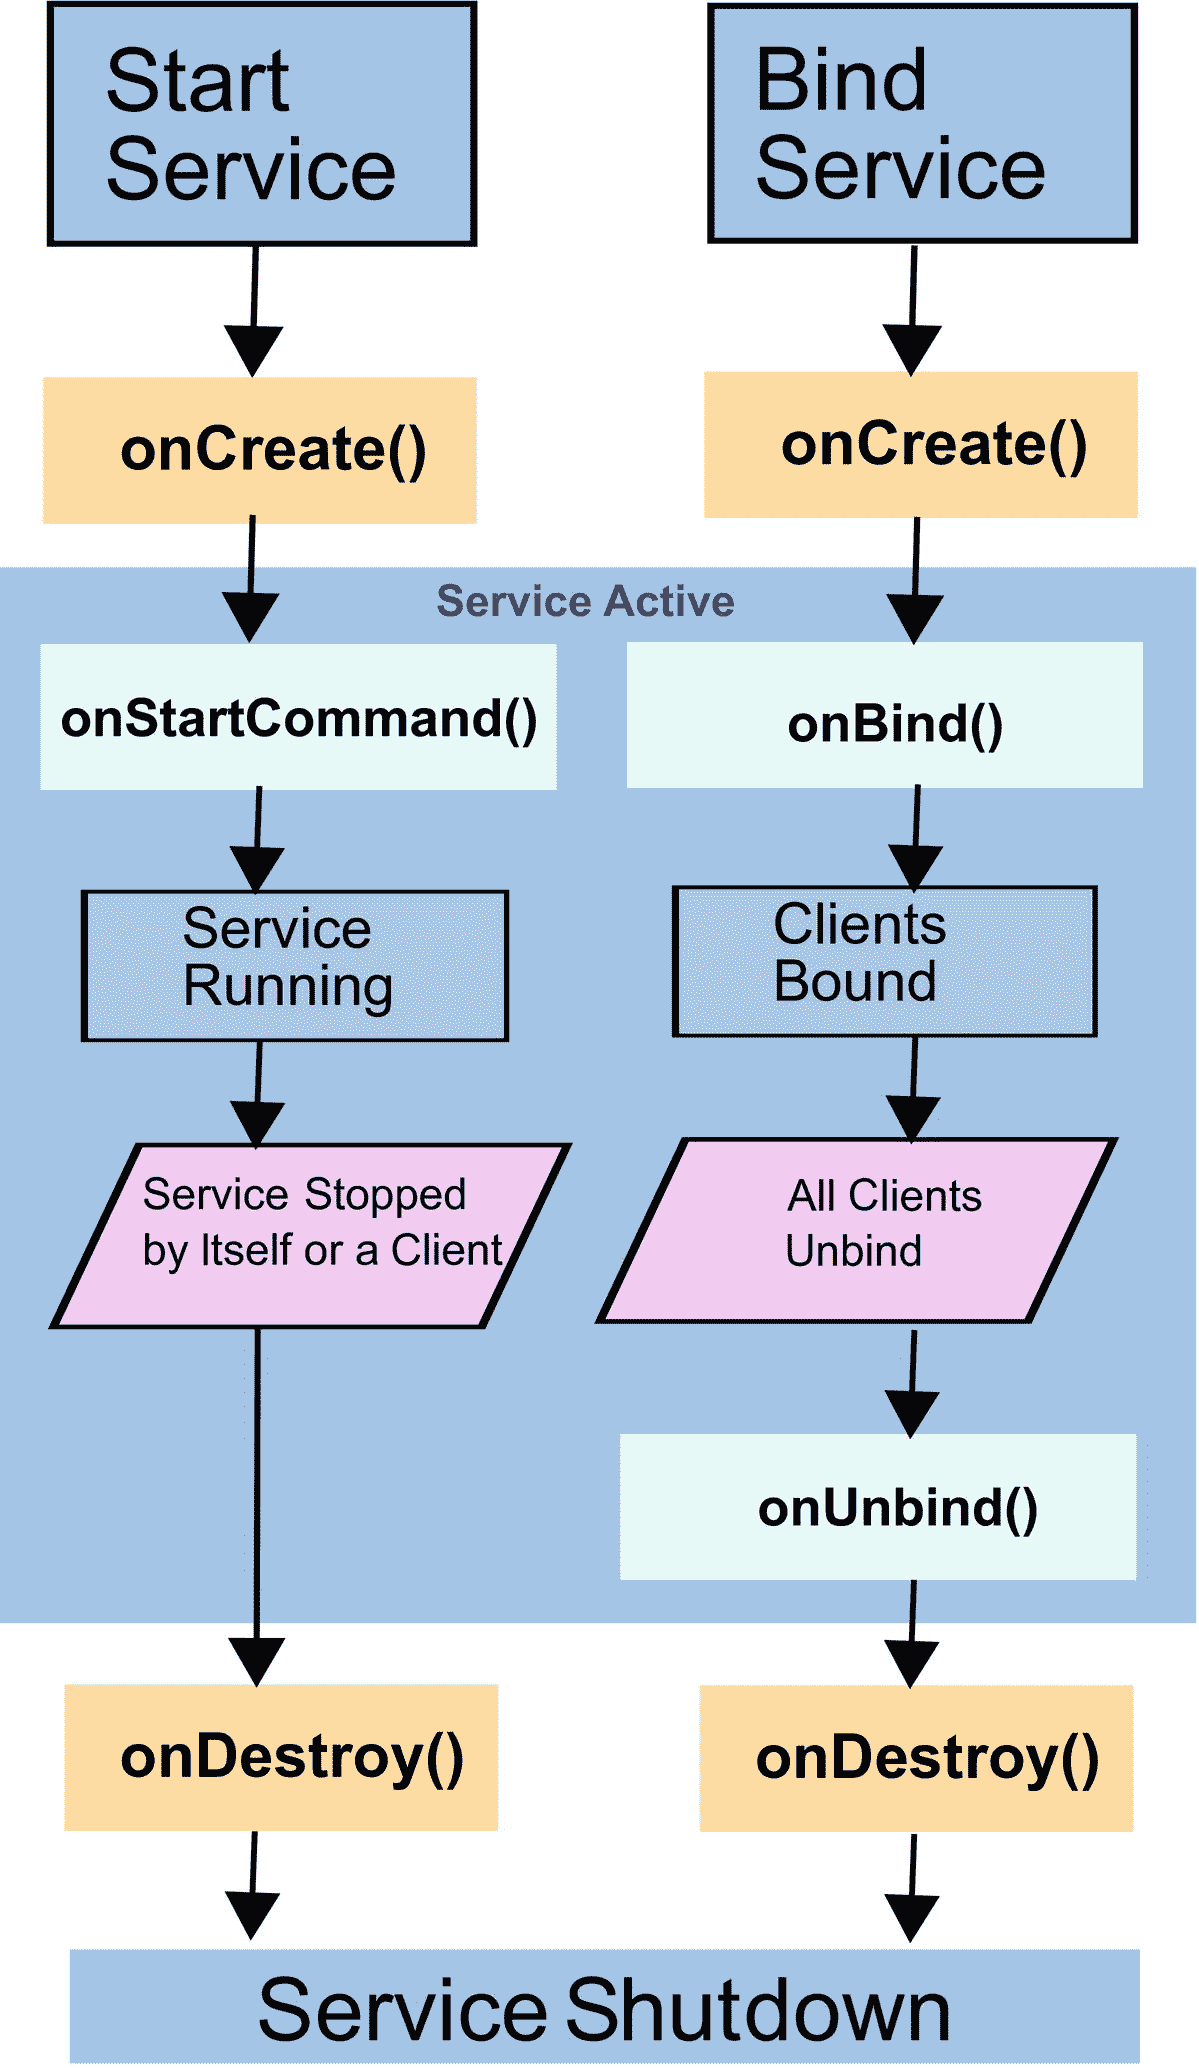 Start
Service
onCreate()
Bind
Service
onCreate()
Service Active
onStartCommand()
Service
Running
Service Stopped
by Itself or a Client
onDestroy()
onBind()
Clients
Bound
All Clients
Unbind
onUnbind()
onDestroy()
Service Shutdown